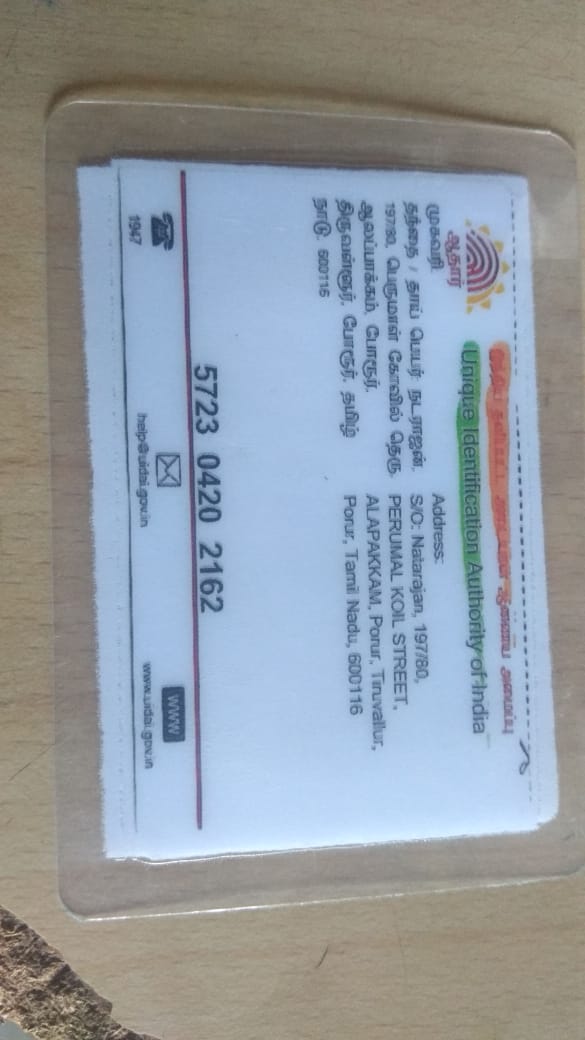 ஆதார்
Unique Identification Authority of India
முகவரி:
தந்தை / தாய் பெயர்: நடராஜன்,
197/80, பெருமாள் கோவில் தெரு,
ஆலப்பாக்கம், போரூர்,
திருவள்ளூர், போரூர், தமிழ்
நாடு, 600116
Address:
S/O: Natarajan, 197/80,
PERUMAL KOIL STREET,
ALAPAKKAM, Porur, Tiruvallur,
Porur, Tamil Nadu, 600116
5723 0420 2162
1947
help@uidai.gov.in
WWW
www.uidai.gov.in